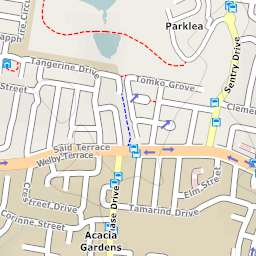 Parklea
Tangerine Drive
Tomko Grove
Sentry Drive
Street
Said Terrace
Welby Terrace
Elm Street
Street Drive
Tamarind Drive
Corinne Street
Acacia
Gardens